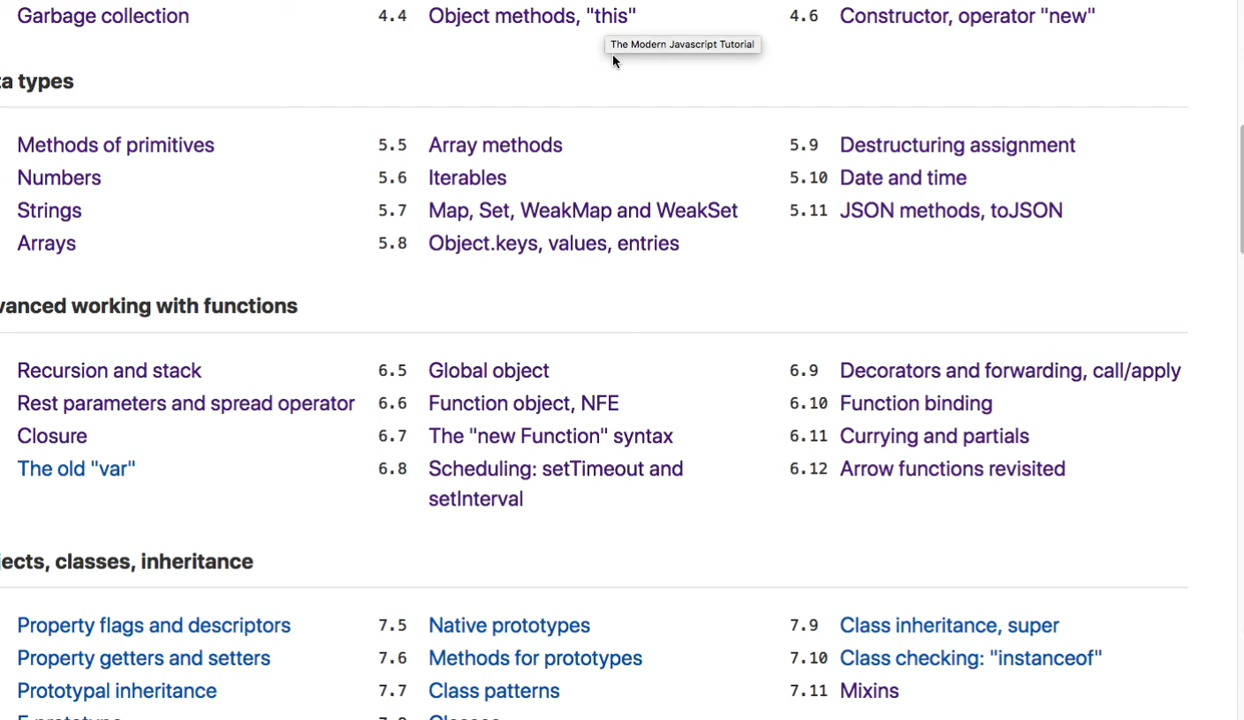 Garbage collection 4.4 Object methods, "this" 4.6 Constructor, operator "new"
The Modern Javascript Tutorial
ta types
Methods of primitives 5.5 Array methods 5.9 Destructuring assignment
Numbers 5.6 Iterables 5.10 Date and time
Strings 5.7 Map, Set, WeakMap and WeakSet 5.11 JSON methods, toJSON
Arrays 5.8 Object.keys, values, entries
vanced working with functions
Recursion and stack 6.5 Global object 6.9 Decorators and forwarding, call/apply
Rest parameters and spread operator 6.6 Function object, NFE 6.10 Function binding
Closure 6.7 The "new Function" syntax 6.11 Currying and partials
The old "var" 6.8 Scheduling: setTimeout and 6.12 Arrow functions revisited
setInterval
jects, classes, inheritance
Property flags and descriptors 7.5 Native prototypes 7.9 Class inheritance, super
Property getters and setters 7.6 Methods for prototypes 7.10 Class checking: "instanceof"
Prototypal inheritance 7.7 Class patterns 7.11 Mixins